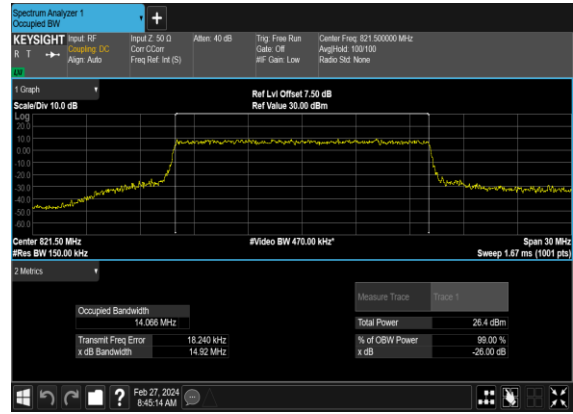 Spectrum Analyzer 1
Occupied BW
KEYSIGHT Input: RF Input Z: 50 Ω Atten: 40 dB Trig: Free Run Center Freq: 821.500000 MHz
R T Coupling: DC Corr CCorr Gate: Off Avg|Hold: 100/100
Align: Auto Freq Ref: Int (S) #IF Gain: Low Radio Std: None
1 Graph
Ref Lvl Offset 7.50 dB
Scale/Div 10.0 dB Ref Value 30.00 dBm
Log
20.0
10.0
0.00
-10.0
-20.0
-30.0
-40.0
-50.0
-60.0
Center 821.50 MHz #Video BW 470.00 kHz* Span 30 MHz
#Res BW 150.00 kHz Sweep 1.67 ms (1001 pts)
2 Metrics
Measure Trace Trace 1
Occupied Bandwidth
14.066 MHz Total Power 26.4 dBm
Transmit Freq Error 18.240 kHz % of OBW Power 99.00 %
x dB Bandwidth 14.92 MHz x dB -26.00 dB
Feb 27, 2024
8:45:14 AM